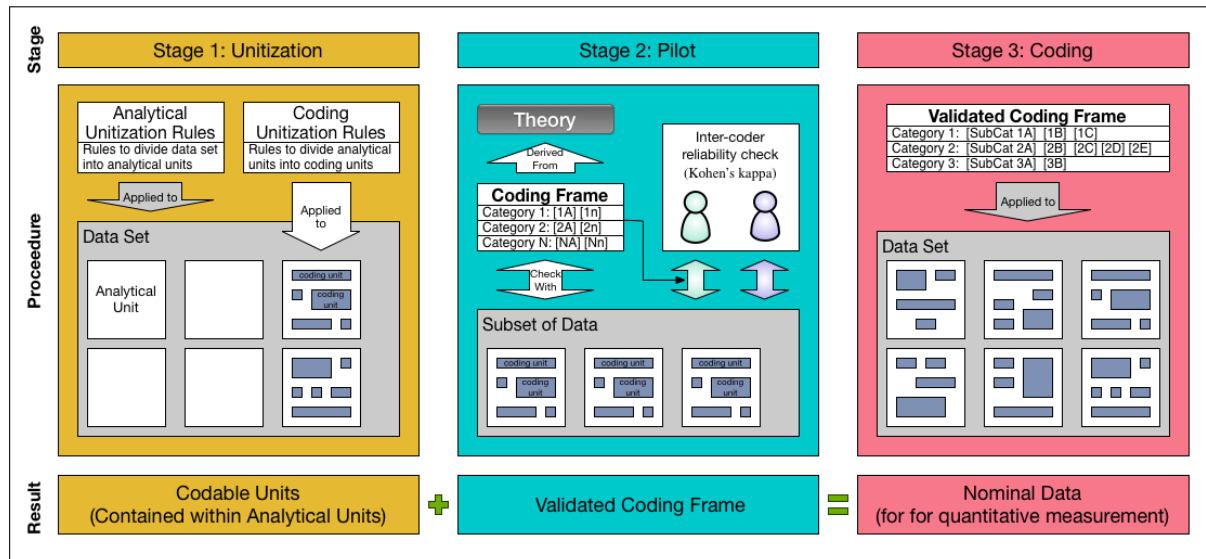 Stage
Stage 1: Unitization
Stage 2: Pilot
Stage 3: Coding
Proceedure
Analytical
Unitization Rules
Rules to divide data set
into analytical units
Coding
Unitization Rules
Rules to divide analytical
units into coding units
Applied to
Applied
to
Data Set
Analytical
Unit
coding unit
coding
unit
Theory
Derived
From
Coding Frame
Category 1: [1A] [1n]
Category 2: [2A] [2n]
Category N: [NA] [Nn]
Check
With
Inter-coder
reliability check
(Kohen's kappa)
Subset of Data
coding unit
coding
unit
coding unit
coding
unit
coding unit
coding
unit
Validated Coding Frame
Category 1: [SubCat 1A] [1B] [1C]
Category 2: [SubCat 2A] [2B] [2C] [2D] [2E]
Category 3: [SubCat 3A] [3B]
Applied to
Data Set
Result
Codable Units
(Contained within Analytical Units)
+
Validated Coding Frame
=
Nominal Data
(for for quantitative measurement)